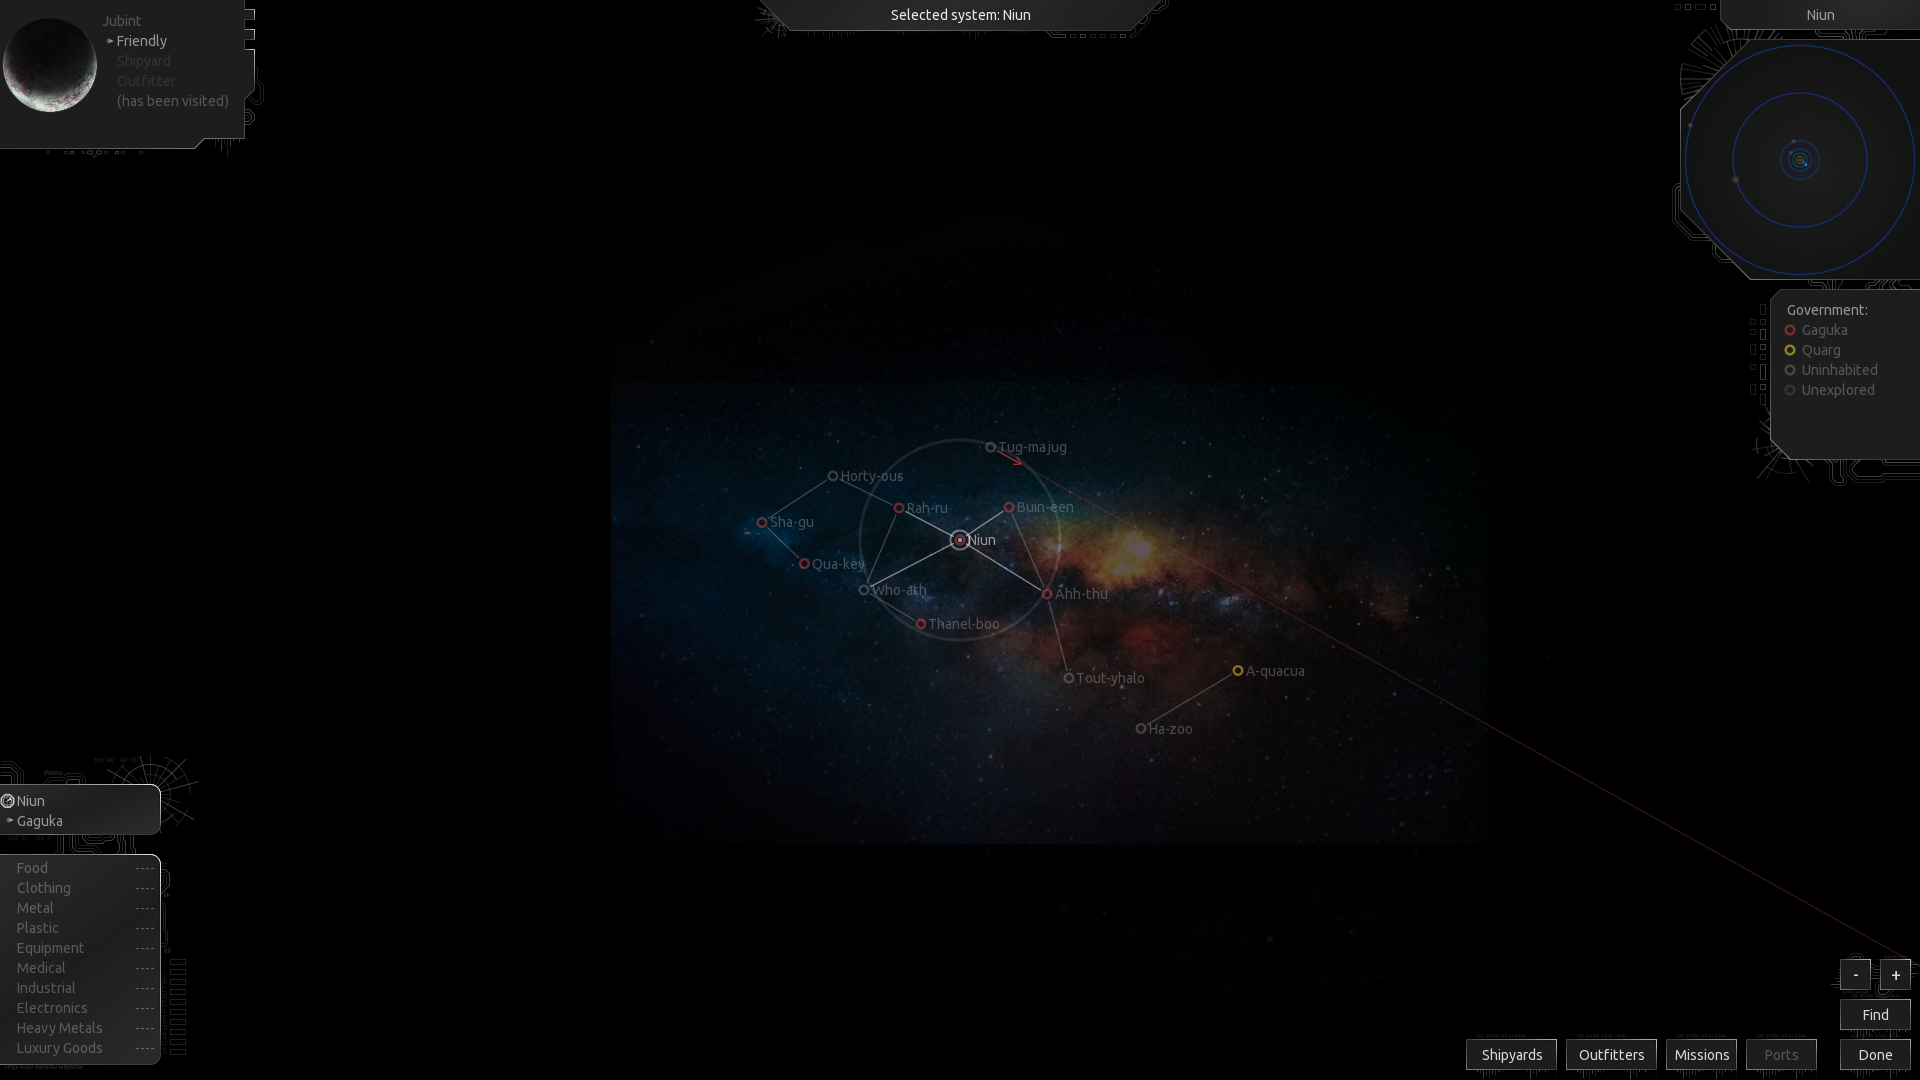 Jubint
Friendly
Shipyard
Outfitter
(has been visited)
Selected system: Niun
Niun
Government:
Gaguka
Quarg
Uninhabited
Unexplored
Tug-majug
Horty-ous
Rah-ru
Buin-een
Sha-gu
Niun
Qua-key
Who-ath
Ahh-thu
Thanel-boo
A-quacua
Tout-yhalo
Ha-zoo
Niun
Gaguka
Food ----
Clothing ----
Metal ----
Plastic ----
Equipment ----
Medical ----
Industrial ----
Electronics ----
Heavy Metals ----
Luxury Goods ----
- +
Find
Shipyards Outfitters Missions Ports Done